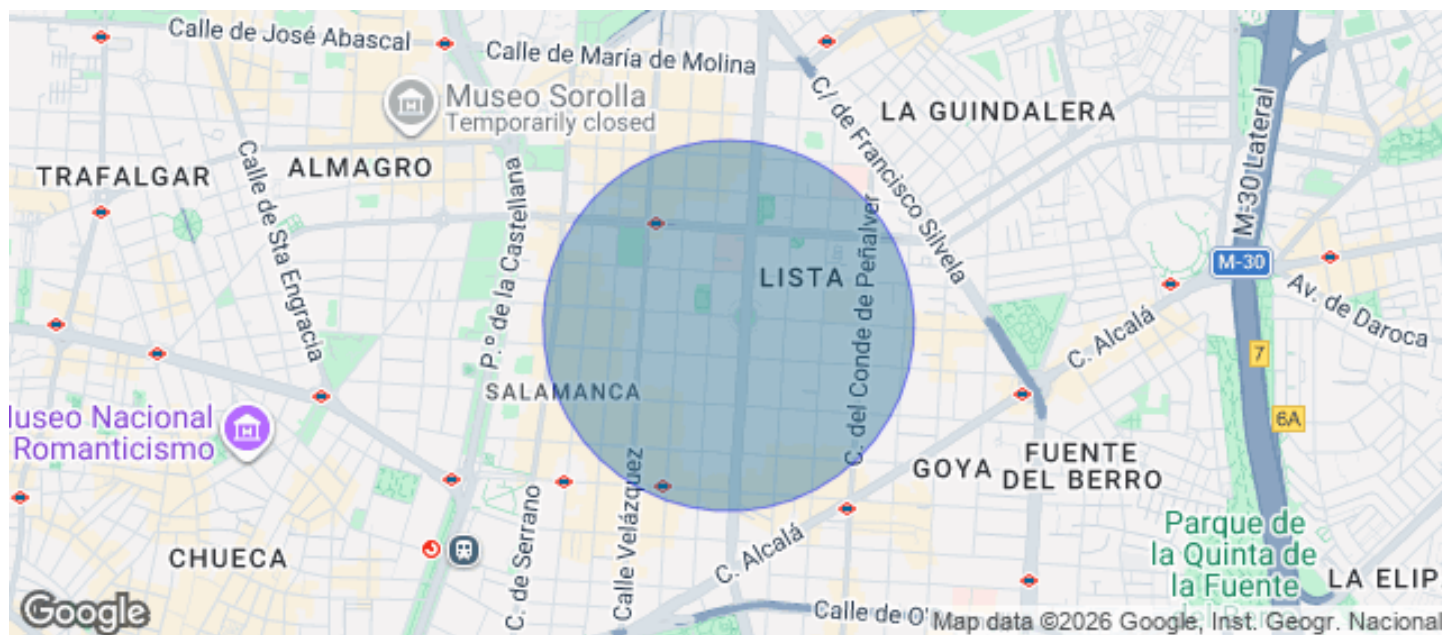 Calle de José Abascal
Calle de María de Molina
Museo Sorolla
Temporarily closed
C/ de Francisco Silvela
LA GUINDALERA
M-30 Lateral
TRAFALGAR
ALMAGRO
Calle de Sta Engracia
P.º de la Castellana
C. del Conde de Peñalver
LISTA
M-30
Av. de Daroca
C. Alcalá
7
SALAMANCA
6A
useo Nacional
Romanticismo
GOYA
FUENTE
DEL BERRO
Calle Velázquez
C. de Serrano
CHUECA
C. Alcalá
Parque de
la Quinta de
la Fuente
LA ELIP
Calle de O'
Google
Map data ©2026 Google, Inst. Geogr. Nacional